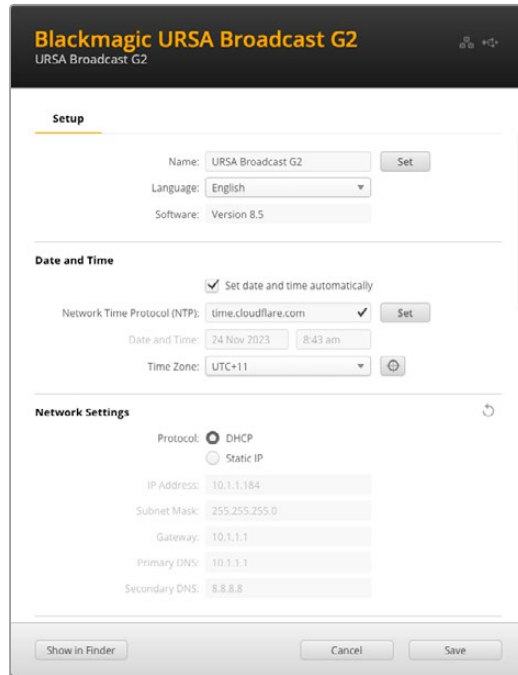 Blackmagic URSA Broadcast G2
URSA Broadcast G2
Setup
Name: URSA Broadcast G2 Set
Language: English
Software: Version 8.5
Date and Time
Set date and time automatically
Network Time Protocol (NTP): time.cloudflare.com Set
Date and Time: 24 Nov 2023 8:43 am
Time Zone: UTC+11
Network Settings
Protocol: DHCP
Static IP
IP Address: 10.1.1.184
Subnet Mask: 255.255.255.0
Gateway: 10.1.1.1
Primary DNS: 10.1.1.1
Secondary DNS: 8.8.8.8
Show in Finder Cancel Save